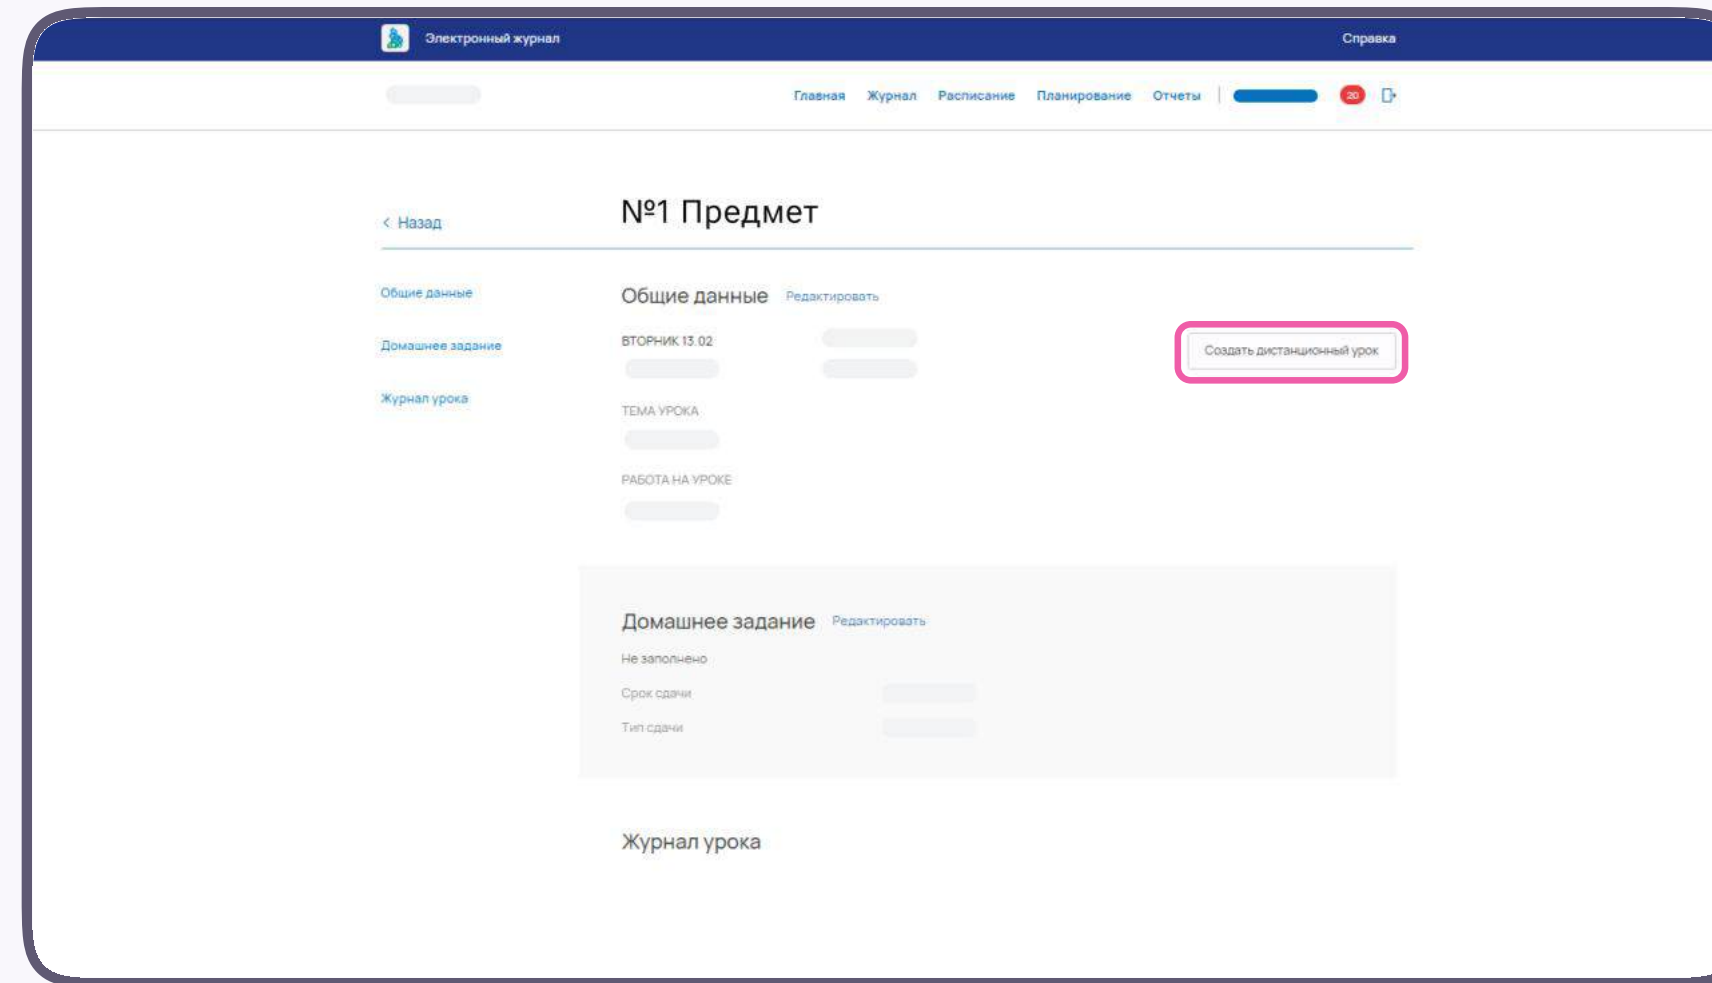 Электронный журнал
Справка
Главная Журнал Расписание Планирование Отчеты 20
< Назад
№1 Предмет
Общие данные
Домашнее задание
Журнал урока
Общие данные Редактировать
ВТОРНИК 13.02
Создать дистанционный урок
ТЕМА УРОКА
РАБОТА НА УРОКЕ
Домашнее задание Редактировать
Не заполнено
Срок сдачи
Тип сдачи
Журнал урока